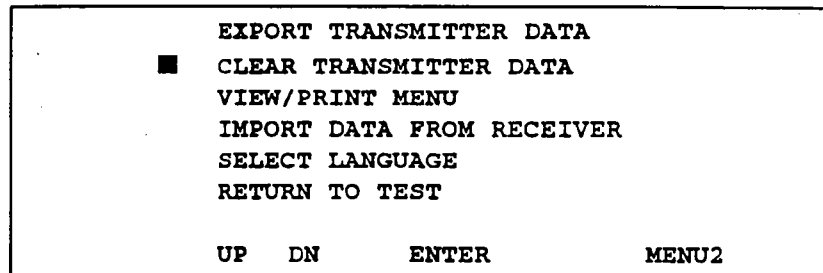 EXPORT TRANSMITTER DATA
CLEAR TRANSMITTER DATA
VIEW/PRINT MENU
IMPORT DATA FROM RECEIVER
SELECT LANGUAGE
RETURN TO TEST
UP DN ENTER MENU2